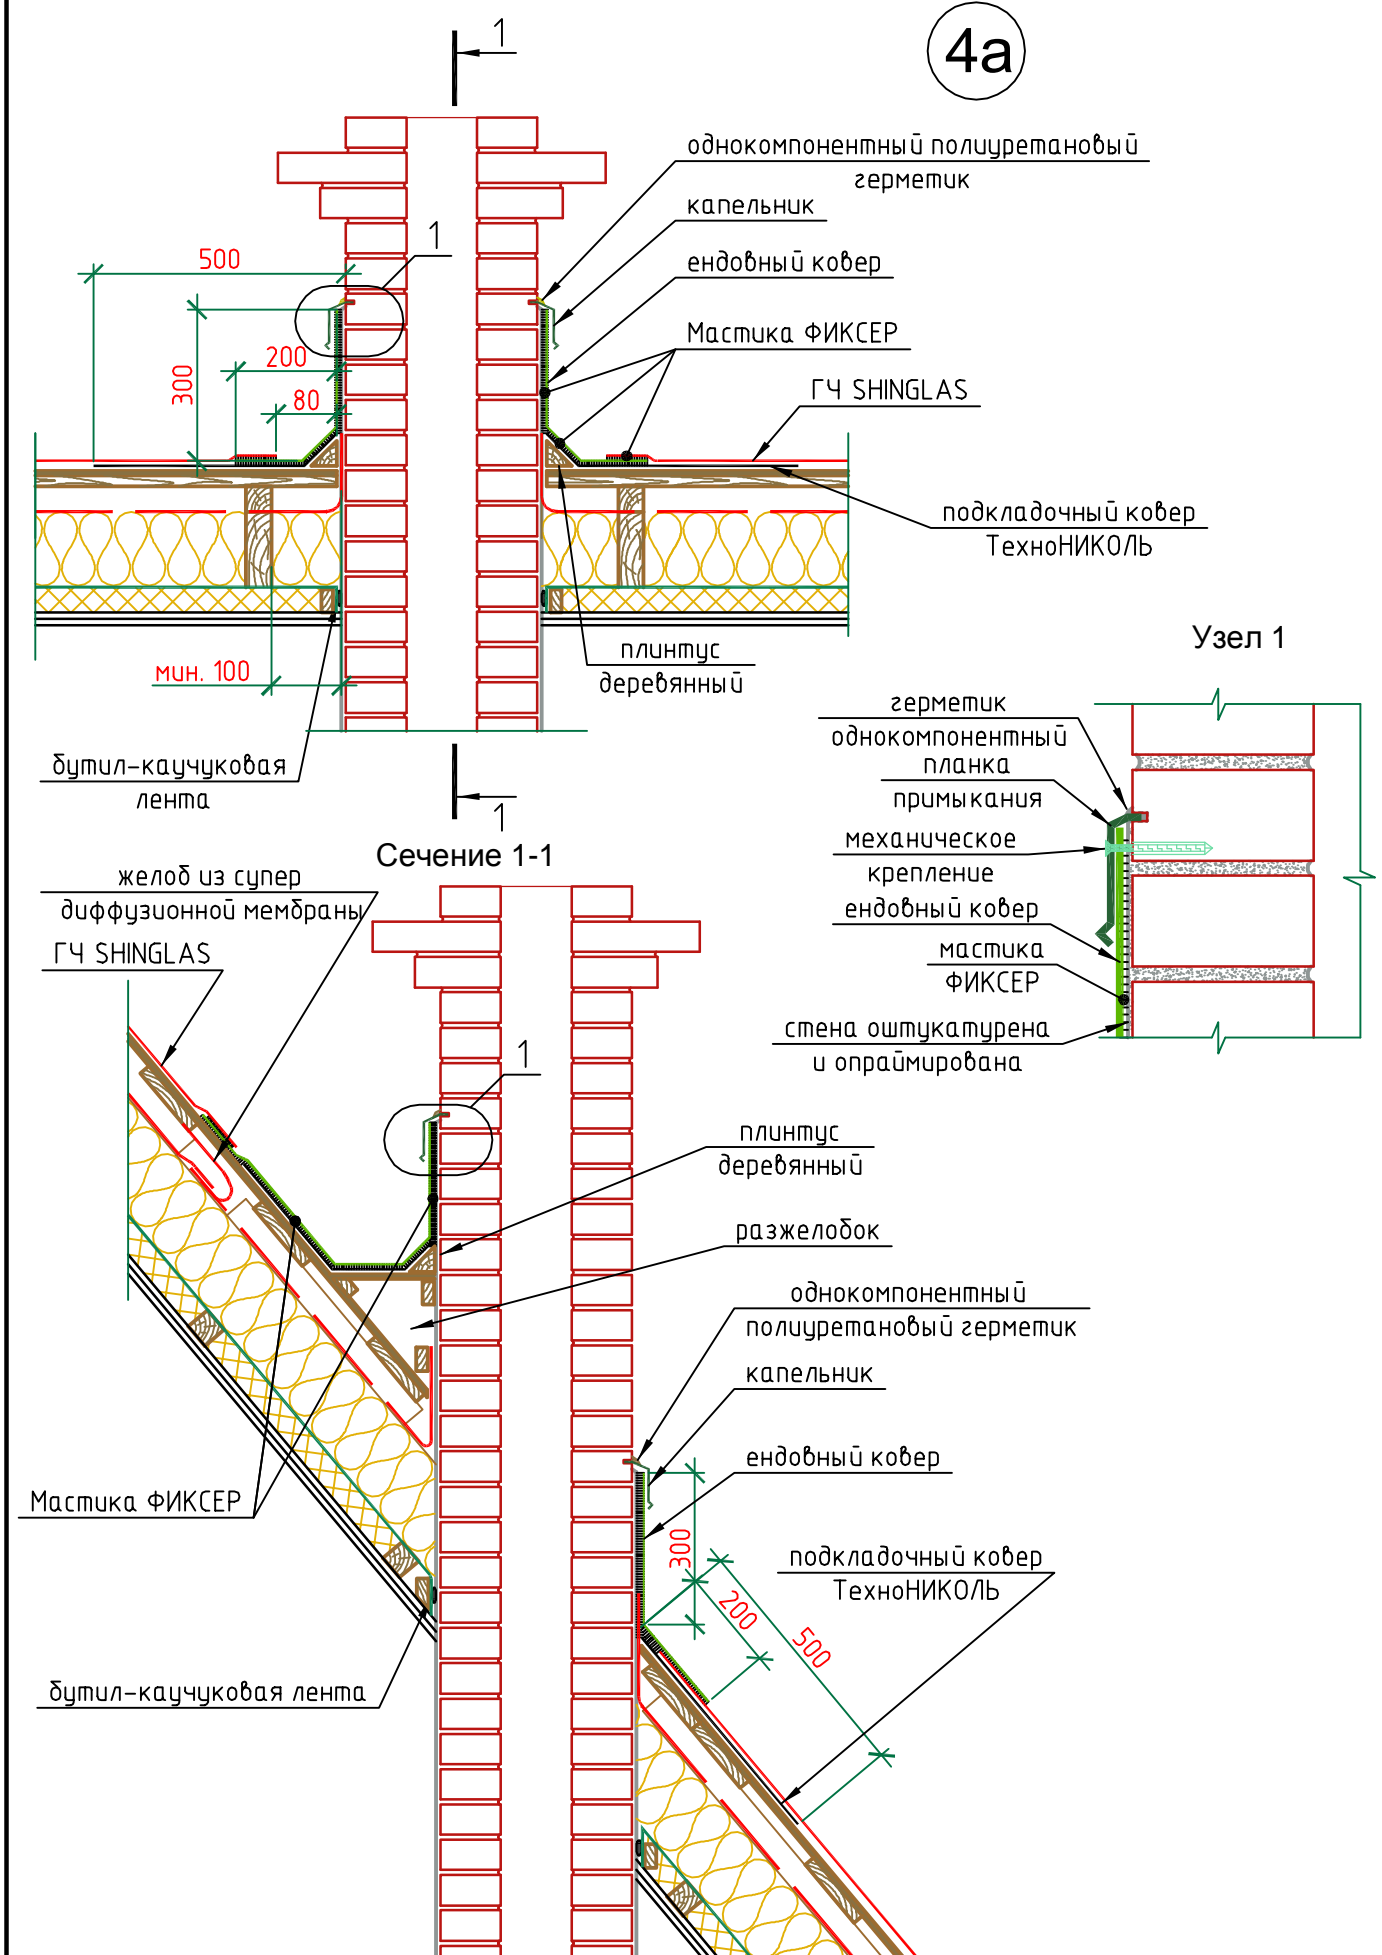 1
4а
однокомпонентный полиуретановый
герметик
капельник
1
ендовный ковер
500
Мастика ФИКСЕР
300
200
80
ГЧ SHINGLAS
подкладочный ковер
ТехноНИКОЛЬ
мин. 100
плинтус
деревянный
бутил-каучуковая
лента
1
Узел 1
герметик
однокомпонентный
планка
примыкания
механическое
крепление
ендовный ковер
мастика
ФИКСЕР
стена оштукатурена
и опраймирована
Сечение 1-1
желоб из супер
диффузионной мембраны
ГЧ SHINGLAS
1
плинтус
деревянный
разжелобок
однокомпонентный
полиуретановый герметик
капельник
ендовный ковер
Мастика ФИКСЕР
300
200
500
подкладочный ковер
ТехноНИКОЛЬ
бутил-каучуковая лента